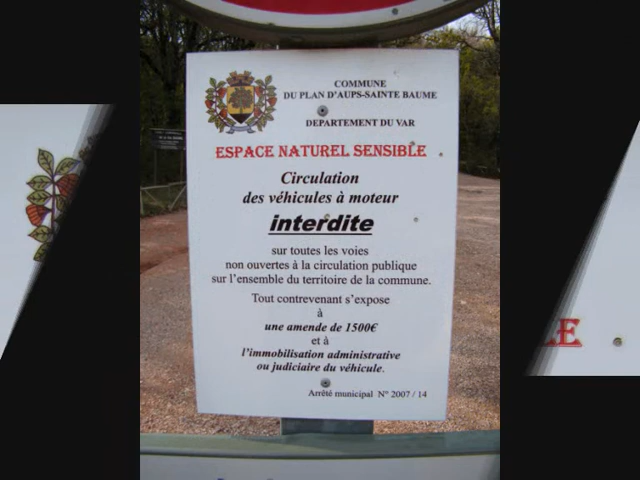 COMMUNE
DU PLAN D'AUPS-SAINTE BAUME
DEPARTEMENT DU VAR
ESPACE NATUREL SENSIBLE
Circulation
des véhicules à moteur
interdite
sur toutes les voies
non ouvertes à la circulation publique
sur l'ensemble du territoire de la commune.
Tout contrevenant s'expose
à
une amende de 1500€
et à
l'immobilisation administrative
ou judiciaire du véhicule.
Arrêté municipal N° 2007 / 14
LE